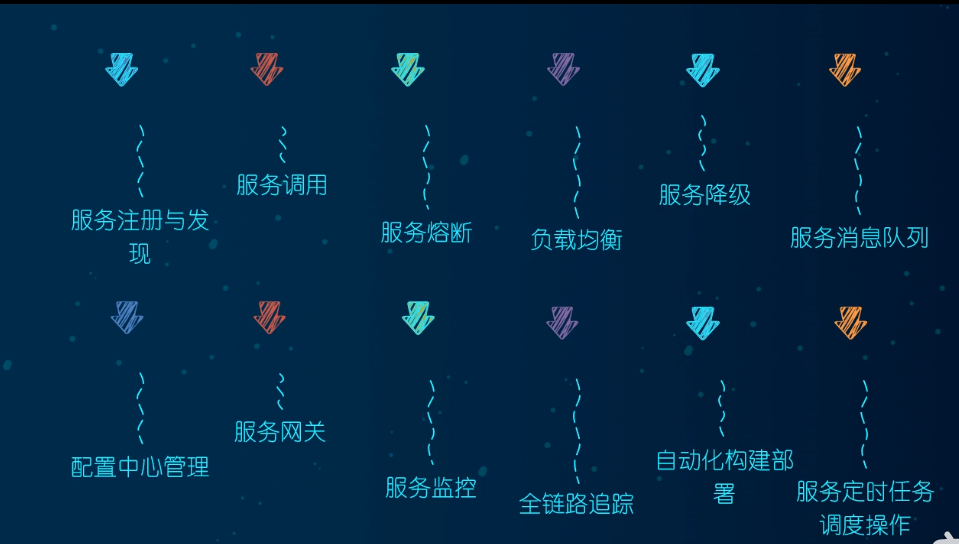 服务注册与发
现
服务调用
服务熔断
负载均衡
服务降级
服务消息队列
配置中心管理
服务网关
服务监控
全链路追踪
自动化构建部
署
服务定时任务
调度操作